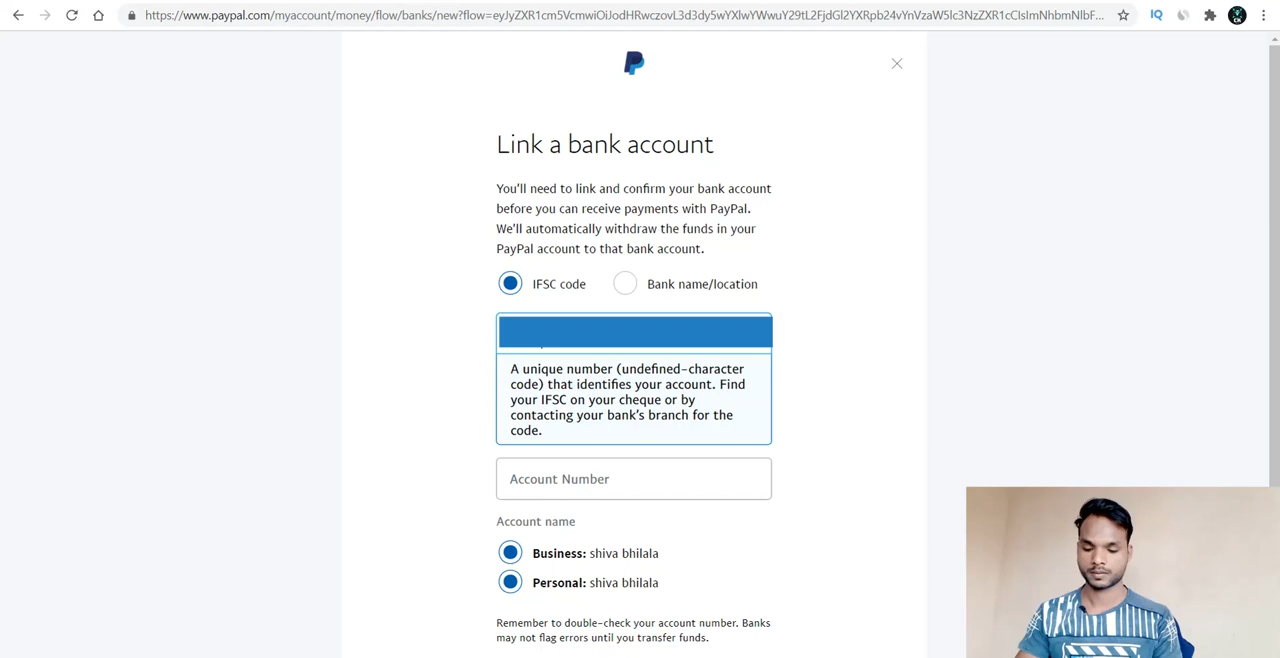 https://www.paypal.com/myaccount/money/flow/banks/new?flow=
IQ
Link a bank account
You'll need to link and confirm your bank account
before you can receive payments with PayPal.
We'll automatically withdraw the funds in your
PayPal account to that bank account.
IFSC code Bank name/location
A unique number (undefined-character
code) that identifies your account. Find
your IFSC on your cheque or by
contacting your bank's branch for the
code.
Account Number
Account name
Business: shiva bhilala
Personal: shiva bhilala
Remember to double-check your account number. Banks
may not flag errors until you transfer funds.